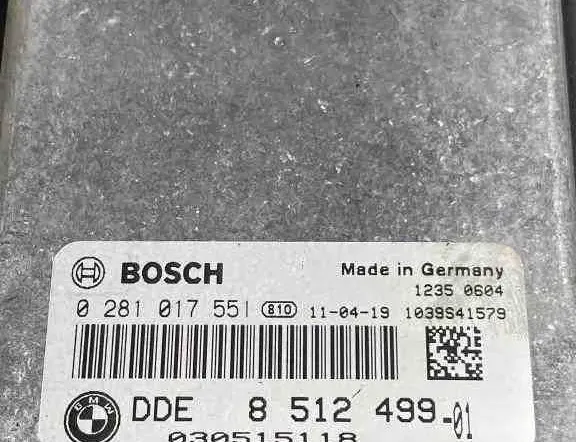 BOSCH Made in Germany
1235 0604
0 281 017 551 810 11-04-19 1039S41579
BMW DDE 8 512 499-01
030515118